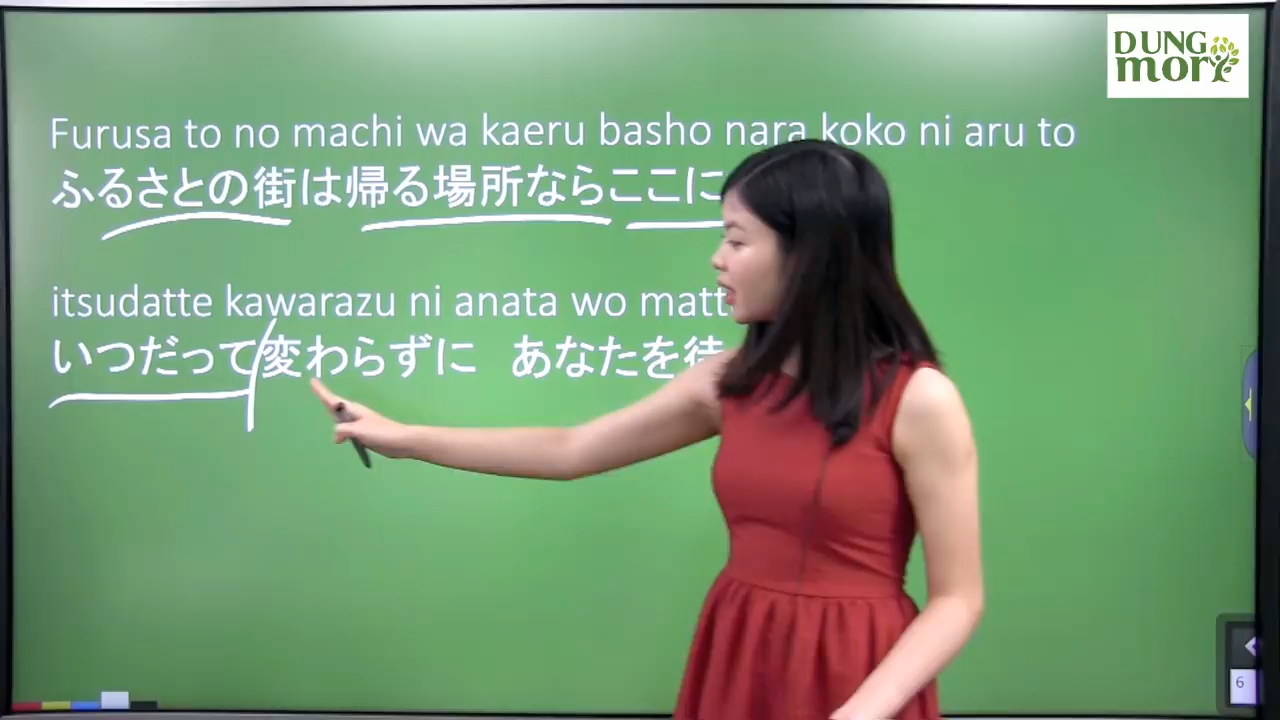 DUNG
mori
Furusa to no machi wa kaeru basho nara koko ni aru to
ふるさとの街は帰る場所ならここに
itsudatte kawarazu ni anata wo matt
いつだって変わらずに あなたを待
6